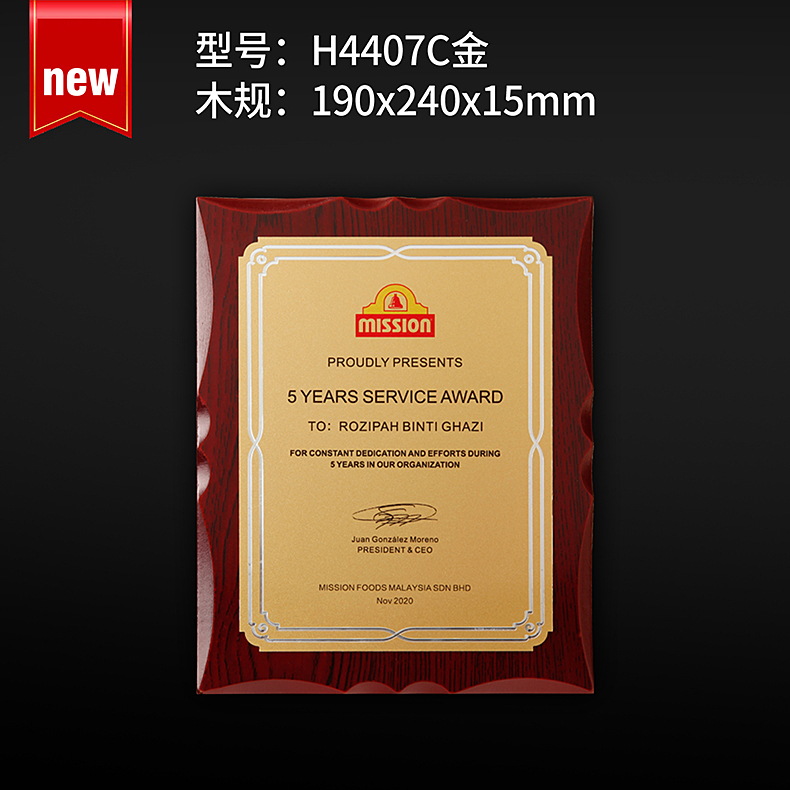 new
型号：H4407C金
木规：190x240x15mm
MISSION
PROUDLY PRESENTS
5 YEARS SERVICE AWARD
TO: ROZIPAH BINTI GHAZI
FOR CONSTANT DEDICATION AND EFFORTS DURING
5 YEARS IN OUR ORGANIZATION
Juan González Moreno
PRESIDENT & CEO
MISSION FOODS MALAYSIA SDN BHD
Nov 2020